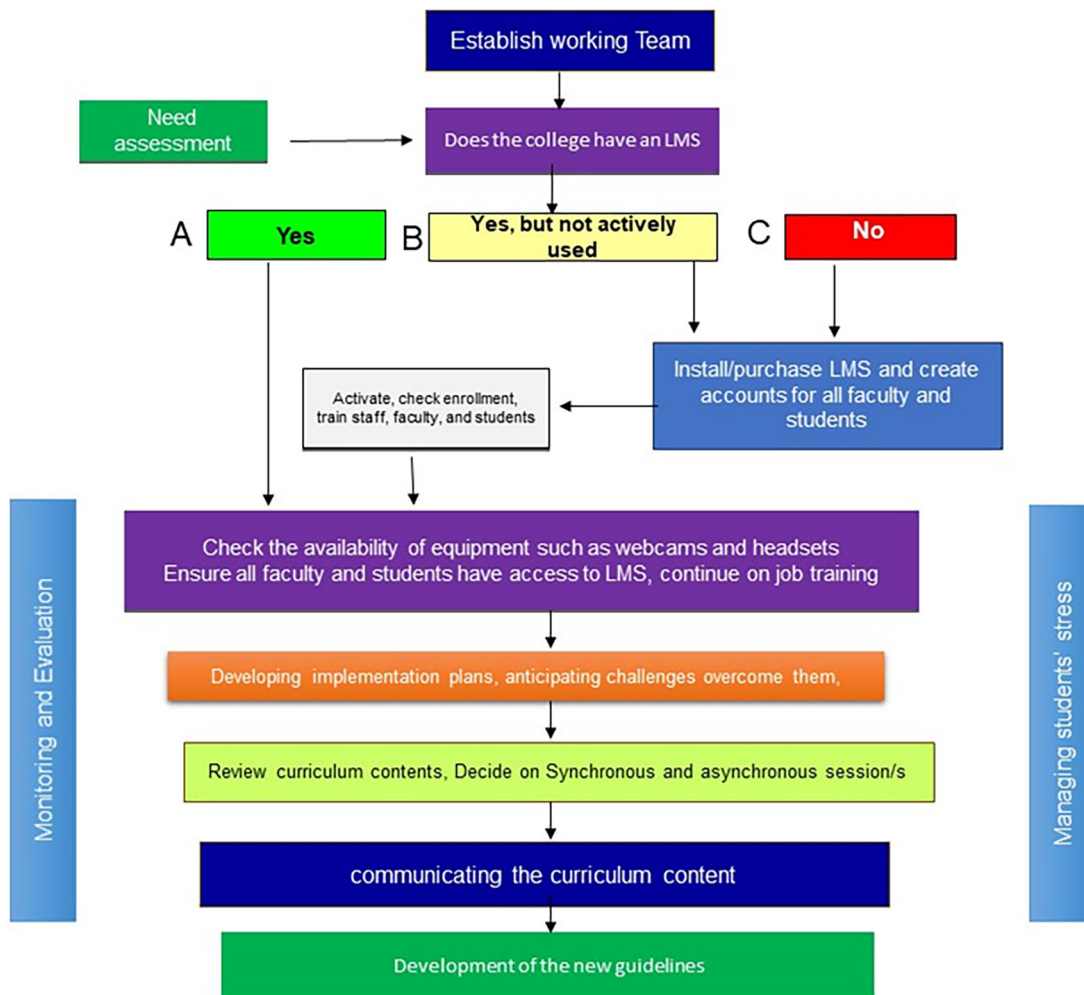 Establish working Team
Need
assessment
Does the college have an LMS
A
Yes
B
Yes, but not actively
used
C
No
Install/purchase LMS and create
accounts for all faculty and
students
Activate, check enrollment,
train staff, faculty, and students
Monitoring and Evaluation
Check the availability of equipment such as webcams and headsets
Ensure all faculty and students have access to LMS, continue on job training
Developing implementation plans, anticipating challenges overcome them,
Review curriculum contents, Decide on Synchronous and asynchronous session/s
communicating the curriculum content
Development of the new guidelines
Managing students' stress